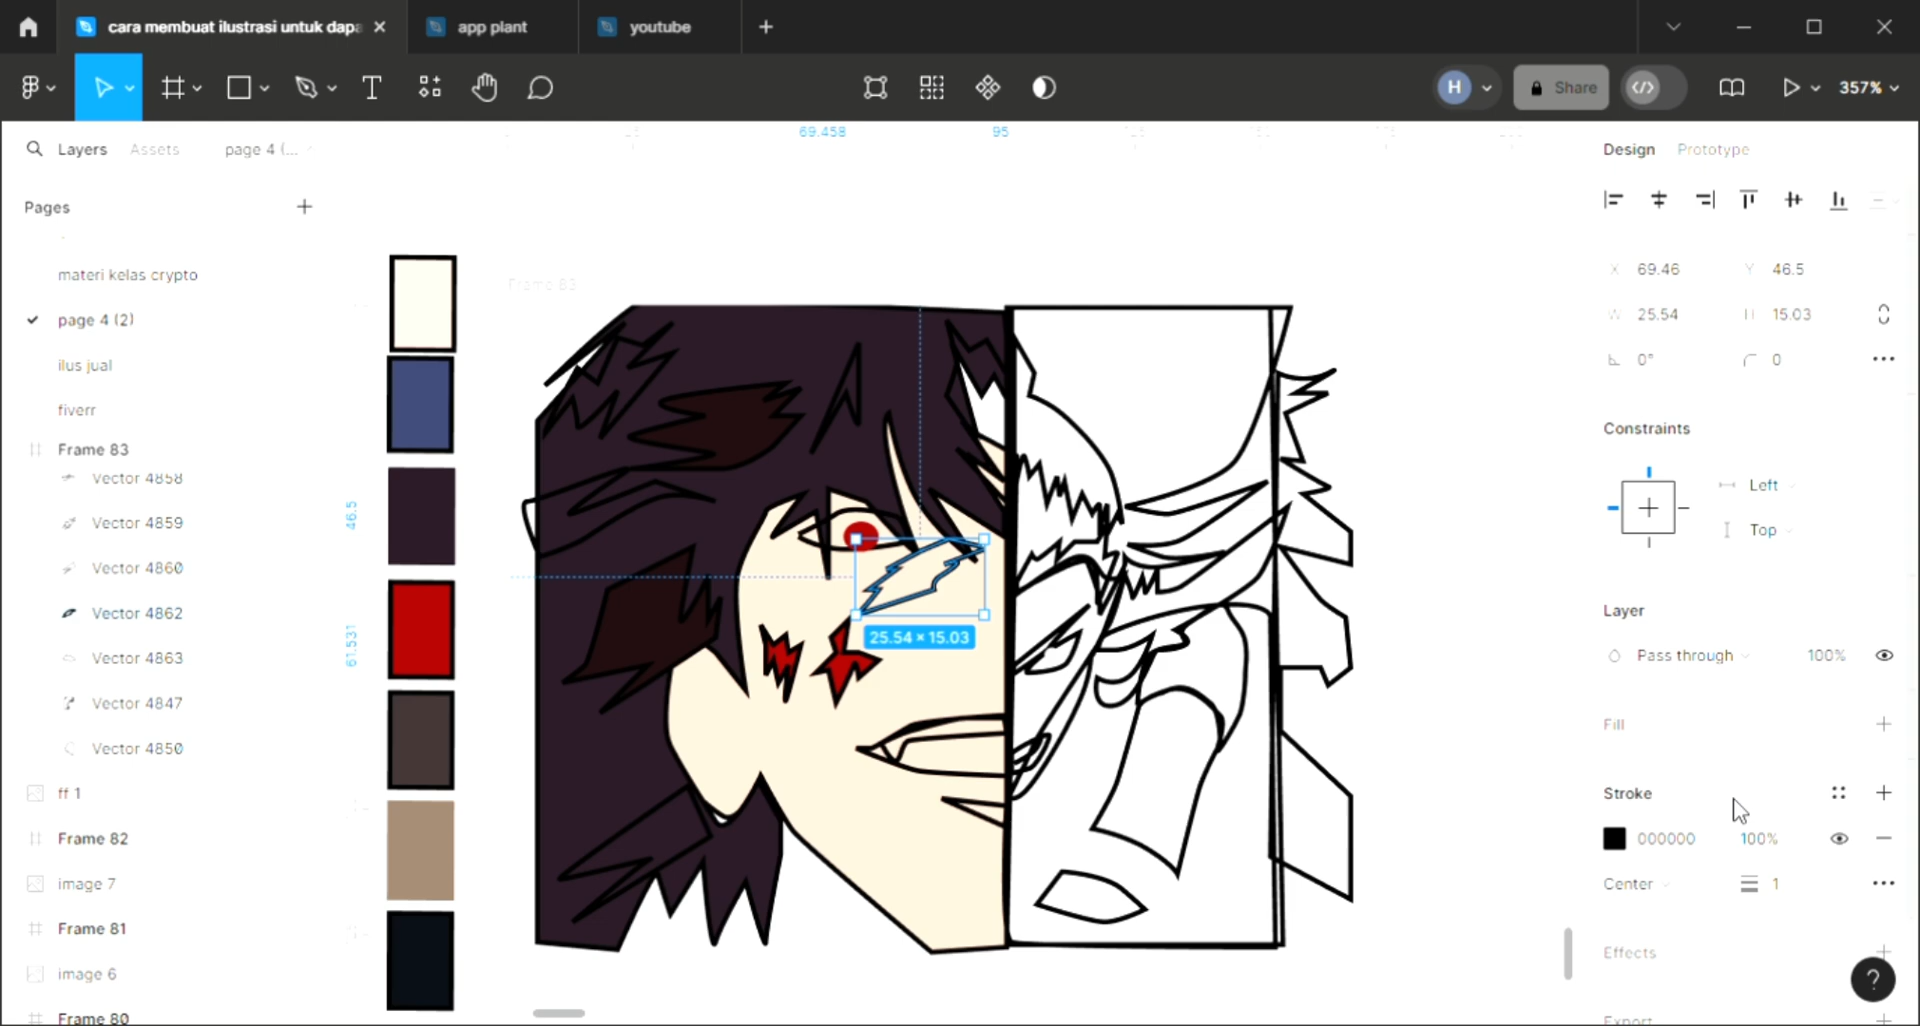 cara membuat ilustrasi untuk dapa
app plant
youtube
H
Share
357%
Layers
Assets
page 4 (...
69.458
95
Design
Prototype
Pages
materi kelas crypto
page 4 (2)
ilus jual
fiverr
Frame 83
Vector 4858
Vector 4859
Vector 4860
Vector 4862
Vector 4863
Vector 4847
Vector 4850
ff 1
Frame 82
image 7
Frame 81
image 6
Frame 80
46.5
61.531
Frame 83
25.54 × 15.03
X 69.46
Y 46.5
W 25.54
H 15.03
0°
0
Constraints
Left
Top
Layer
Pass through
100%
Fill
Stroke
000000
100%
Center
1
Effects
Export
?